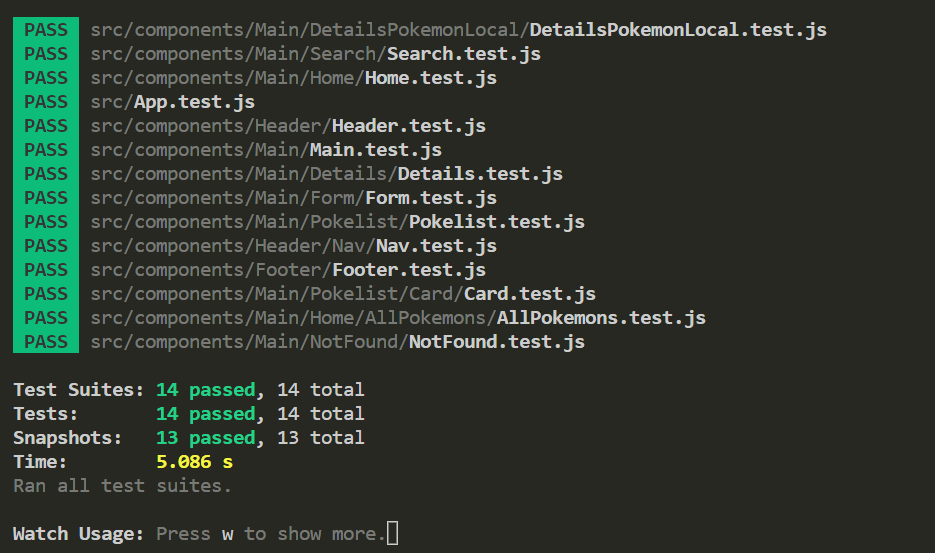 PASS src/components/Main/DetailsPokemonLocal/DetailsPokemonLocal.test.js
PASS src/components/Main/Search/Search.test.js
PASS src/components/Main/Home/Home.test.js
PASS src/App.test.js
PASS src/components/Header/Header.test.js
PASS src/components/Main/Main.test.js
PASS src/components/Main/Details/Details.test.js
PASS src/components/Main/Form/Form.test.js
PASS src/components/Main/Pokelist/Pokelist.test.js
PASS src/components/Header/Nav/Nav.test.js
PASS src/components/Footer/Footer.test.js
PASS src/components/Main/Pokelist/Card/Card.test.js
PASS src/components/Main/Home/AllPokemons/AllPokemons.test.js
PASS src/components/Main/NotFound/NotFound.test.js
Test Suites: 14 passed, 14 total
Tests: 14 passed, 14 total
Snapshots: 13 passed, 13 total
Time: 5.086 s
Ran all test suites.
Watch Usage: Press w to show more.